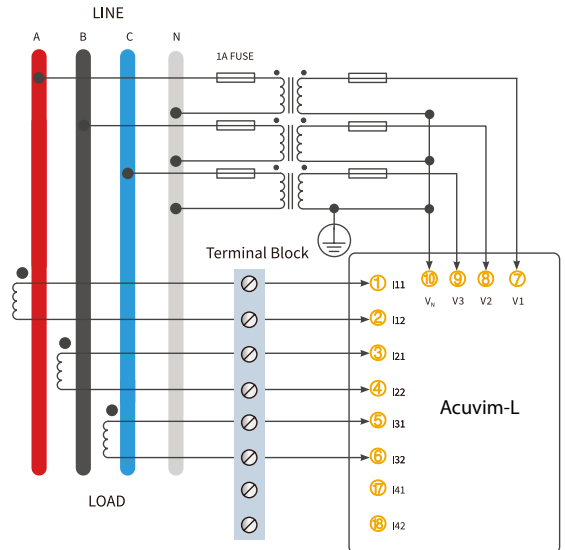 LINE
A B C N
1A FUSE
Terminal Block
10 9 8 7
V_N V3 V2 V1
1 I11
2 I12
3 I21
4 I22
5 I31
6 I32
17 I41
18 I42
Acuvim-L
LOAD